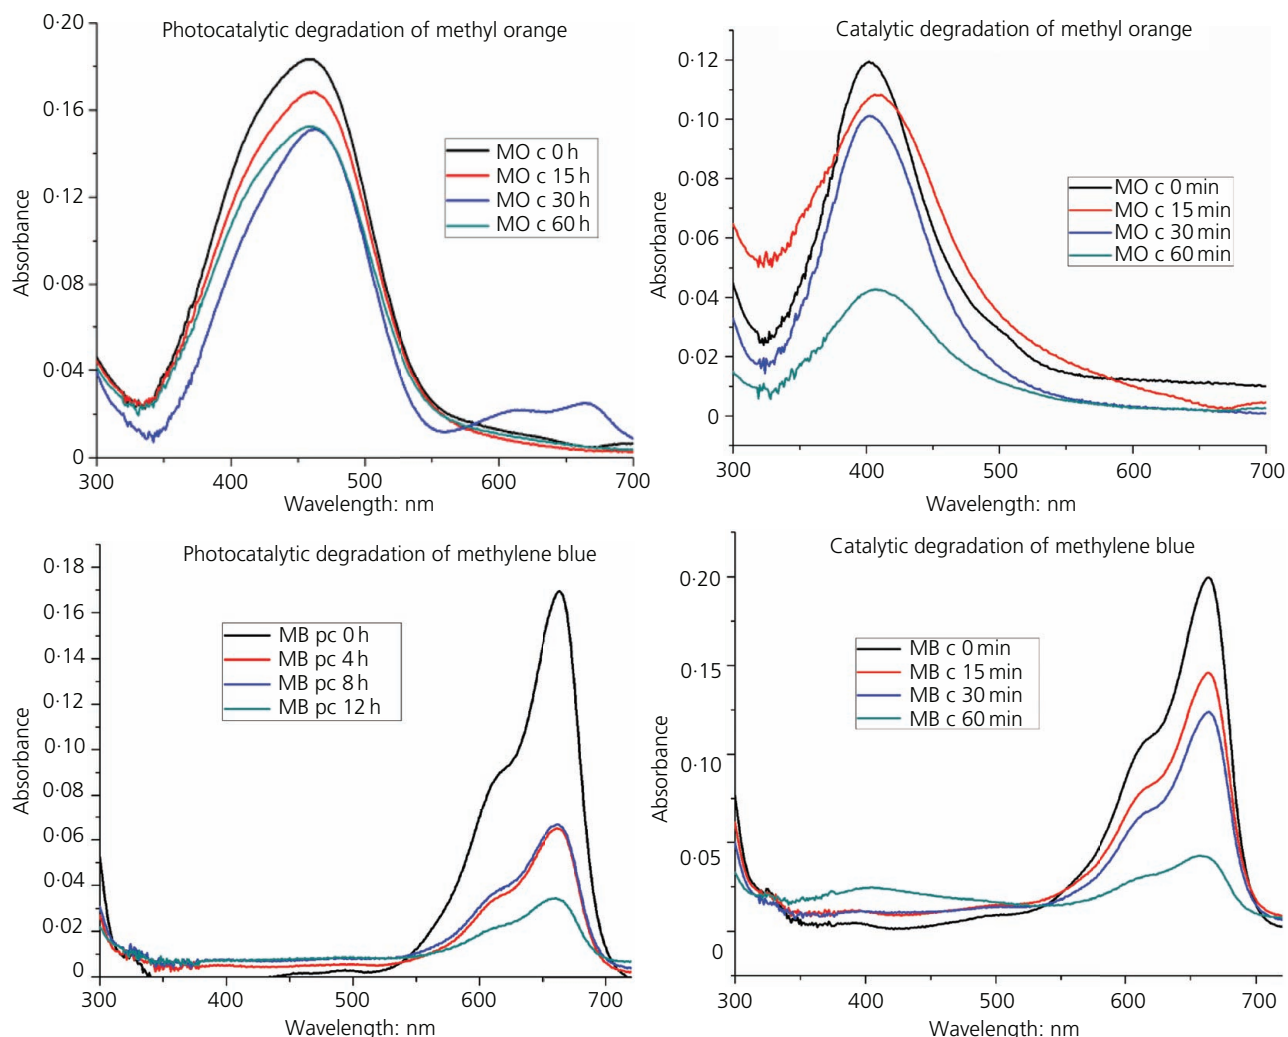 Photocatalytic degradation of methyl orange
0·20
0·16
0·12
0·08
0·04
0
Absorbance
MO c 0 h
MO c 15 h
MO c 30 h
MO c 60 h
300
400
500
600
700
Wavelength: nm
Catalytic degradation of methyl orange
0·12
0·10
0·08
0·06
0·04
0·02
0
Absorbance
MO c 0 min
MO c 15 min
MO c 30 min
MO c 60 min
300
400
500
600
700
Wavelength: nm
Photocatalytic degradation of methylene blue
0·18
0·16
0·14
0·12
0·10
0·08
0·06
0·04
0·02
0
Absorbance
MB pc 0 h
MB pc 4 h
MB pc 8 h
MB pc 12 h
300
400
500
600
700
Wavelength: nm
Catalytic degradation of methylene blue
0·20
0·15
0·10
0·05
0
Absorbance
MB c 0 min
MB c 15 min
MB c 30 min
MB c 60 min
300
400
500
600
700
Wavelength: nm